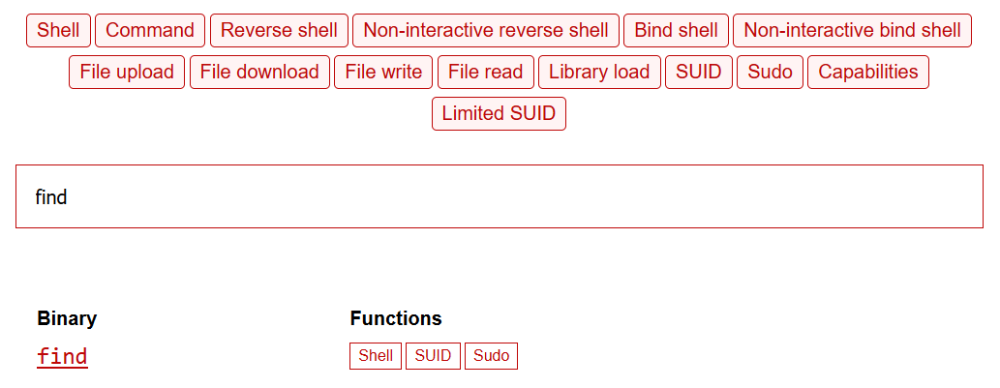 Shell Command Reverse shell Non-interactive reverse shell Bind shell Non-interactive bind shell
File upload File download File write File read Library load SUID Sudo Capabilities
Limited SUID
find
Binary Functions
find Shell SUID Sudo